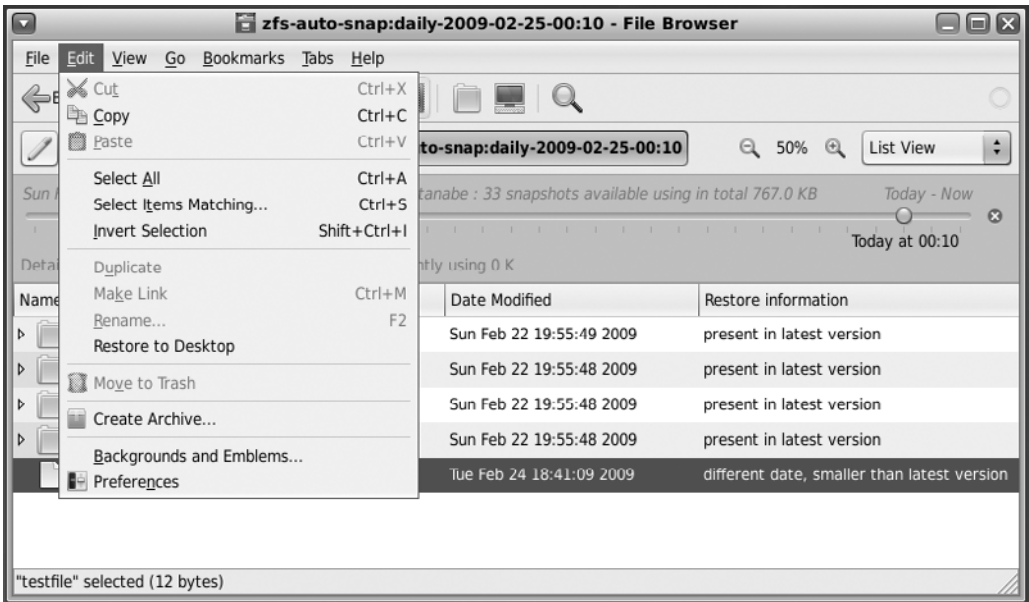 zfs-auto-snap:daily-2009-02-25-00:10 - File Browser
File Edit View Go Bookmarks Tabs Help
Cut Ctrl+X
Copy Ctrl+C
Paste Ctrl+V
Select All Ctrl+A
Select Items Matching... Ctrl+S
Invert Selection Shift+Ctrl+I
Duplicate
Make Link Ctrl+M
Rename... F2
Restore to Desktop
Move to Trash
Create Archive...
Backgrounds and Emblems...
Preferences
to-snap:daily-2009-02-25-00:10 50% List View
Sun tanabe : 33 snapshots available using in total 767.0 KB Today - Now
Today at 00:10
Detai ntly using 0 K
Name Date Modified Restore information
Sun Feb 22 19:55:49 2009 present in latest version
Sun Feb 22 19:55:48 2009 present in latest version
Sun Feb 22 19:55:48 2009 present in latest version
Sun Feb 22 19:55:48 2009 present in latest version
Tue Feb 24 18:41:09 2009 different date, smaller than latest version
"testfile" selected (12 bytes)